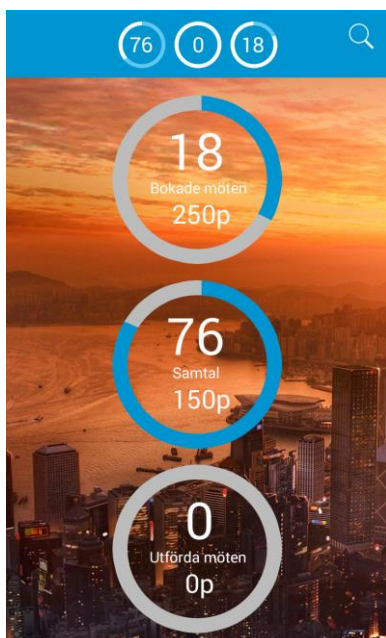 76 0 18
18
Bokade möten
250p
76
Samtal
150p
0
Utförda möten
0p